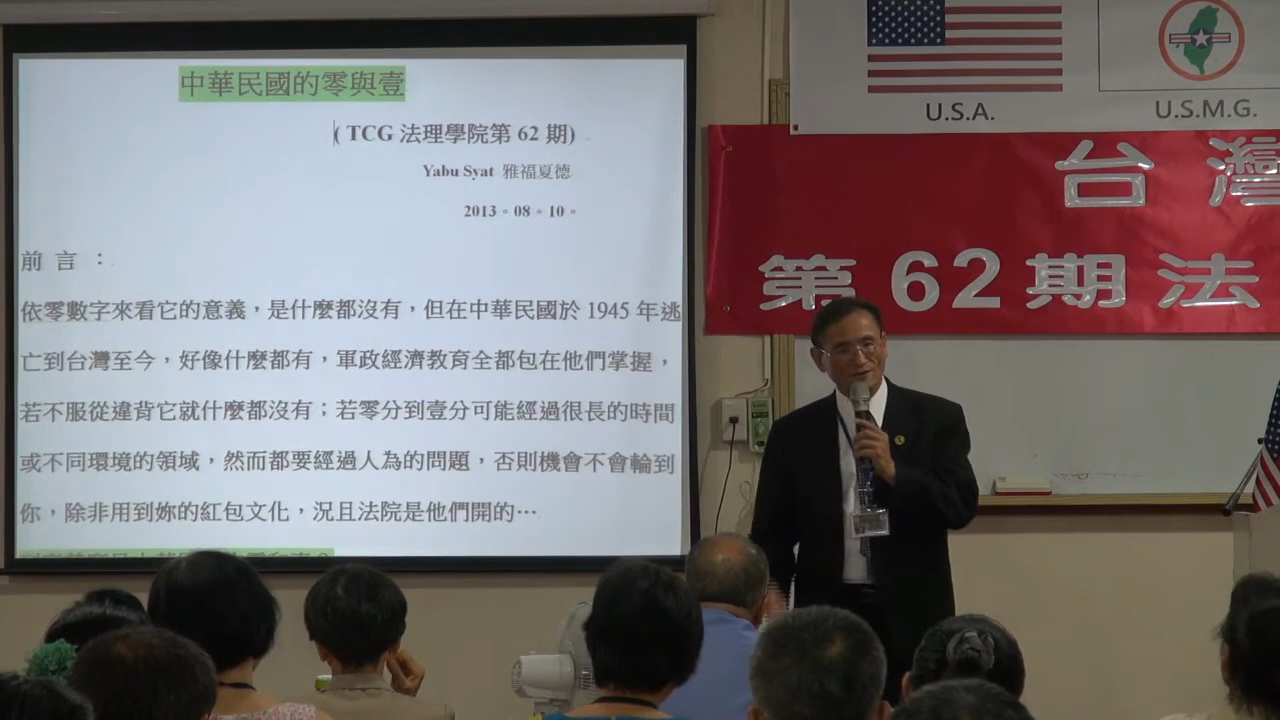 中華民國的零與壹
( TCG 法理學院第 62 期)
Yabu Syat 雅福夏德
2013。08。10。
前 言 ：
依零數字來看它的意義，是什麼都沒有，但在中華民國於 1945 年逃
亡到台灣至今，好像什麼都有，軍政經濟教育全都包在他們掌握，
若不服從違背它就什麼都沒有；若零分到壹分可能經過很長的時間
或不同環境的領域，然而都要經過人為的問題，否則機會不會輪到
你，除非用到妳的紅包文化，況且法院是他們開的…
U.S.A.
U.S.M.G.
台灣
第62期法